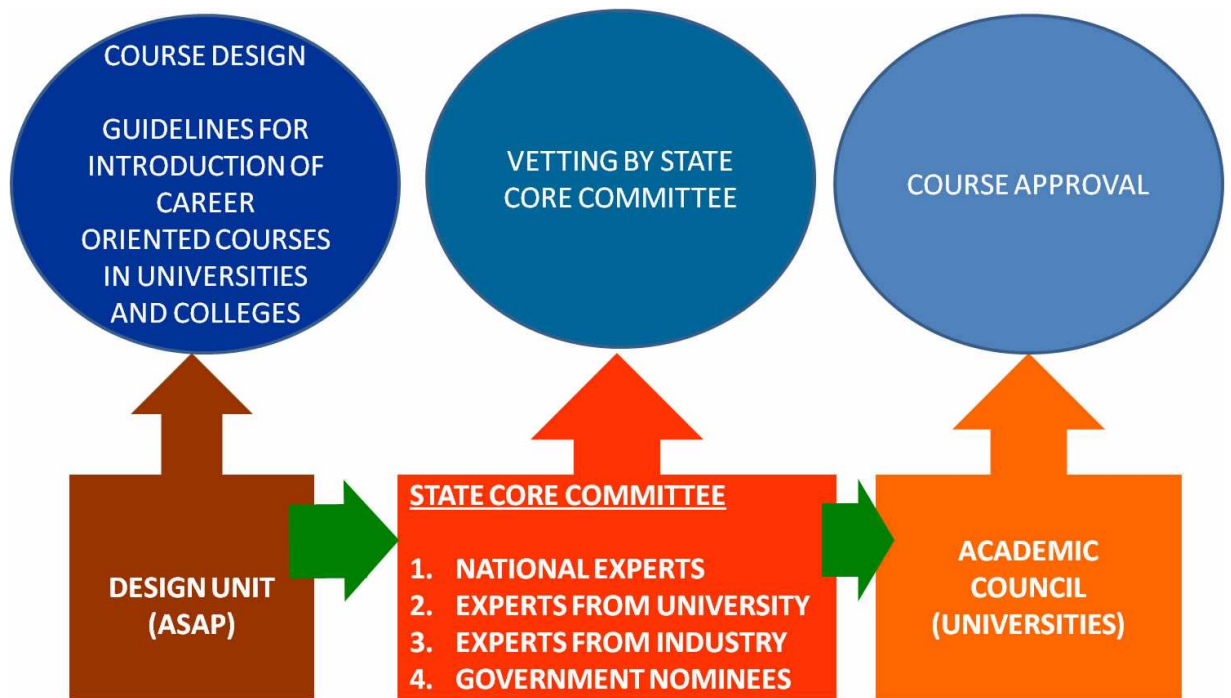 COURSE DESIGN
GUIDELINES FOR
INTRODUCTION OF
CAREER
ORIENTED COURSES
IN UNIVERSITIES
AND COLLEGES
VETTING BY STATE
CORE COMMITTEE
COURSE APPROVAL
DESIGN UNIT
(ASAP)
STATE CORE COMMITTEE
1. NATIONAL EXPERTS
2. EXPERTS FROM UNIVERSITY
3. EXPERTS FROM INDUSTRY
4. GOVERNMENT NOMINEES
ACADEMIC
COUNCIL
(UNIVERSITIES)